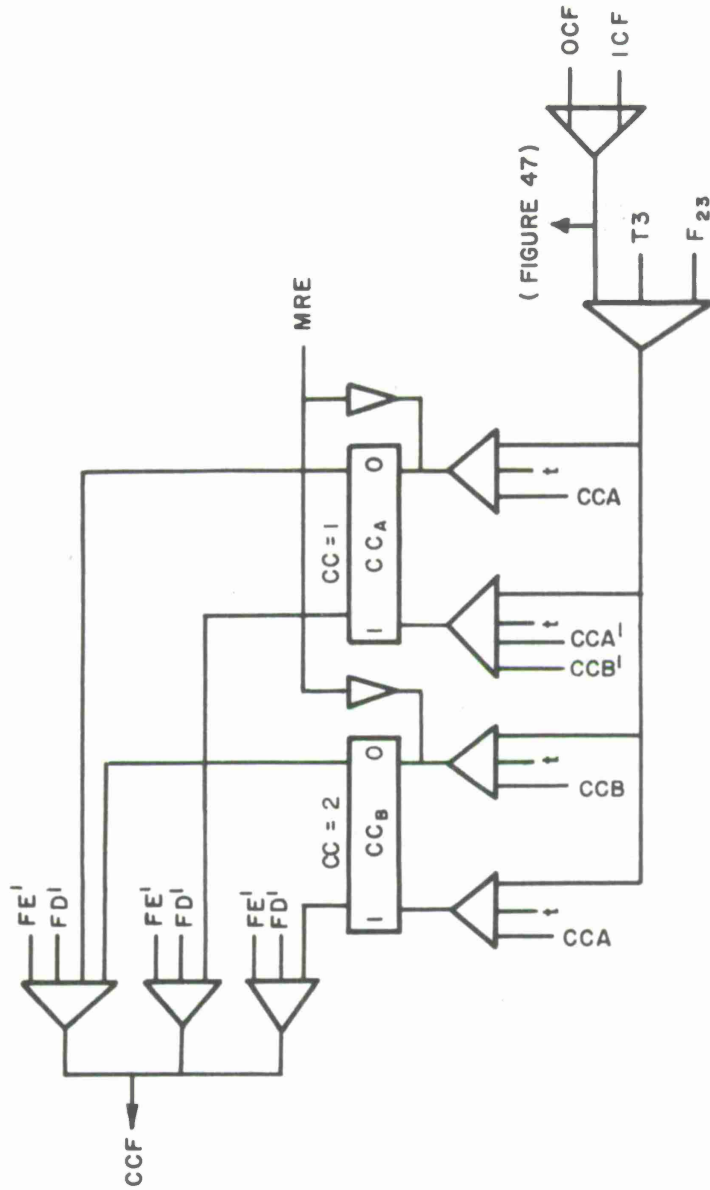 CCF
FE'
FD'
FE'
FD'
FE'
FD'
MRE
CC = 2
CC = 1
1 CCB 0
1 CCA 0
CCA
t
CCB
t
CCB'
CCA'
t
CCA
t
(FIGURE 47)
OCF
ICF
T3
F23